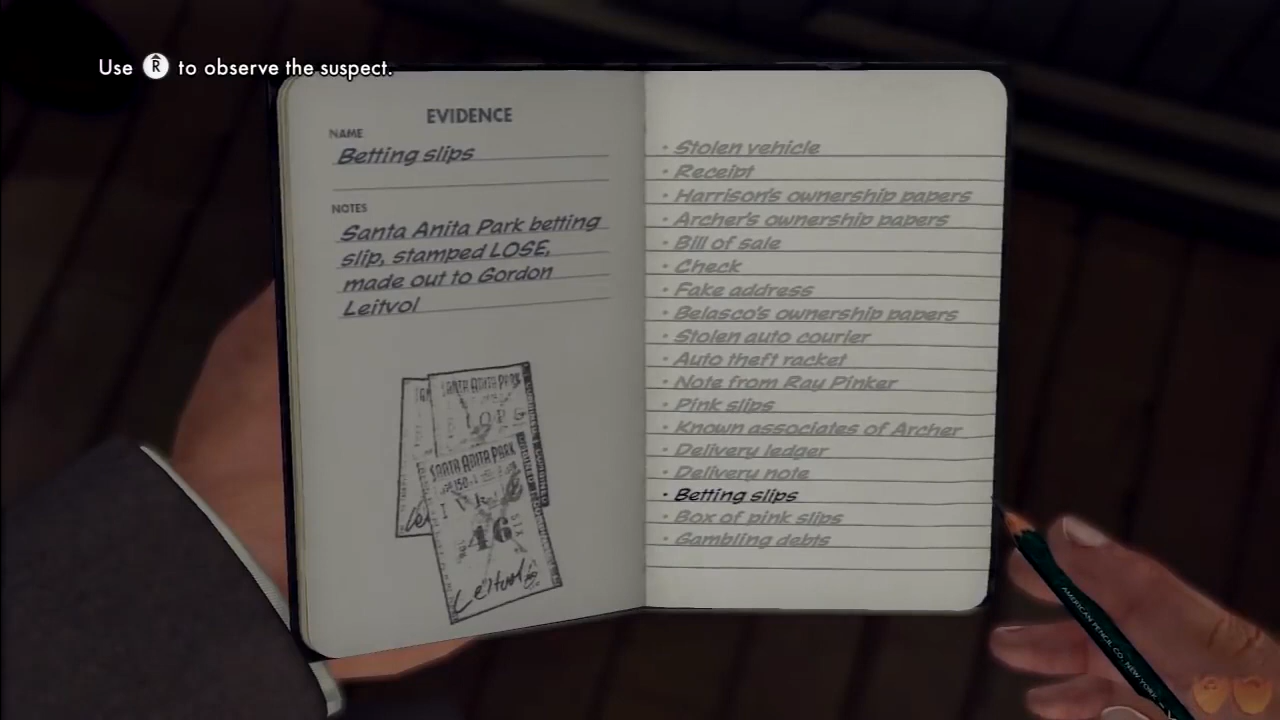 Use R to observe the suspect.
EVIDENCE
NAME
Betting slips
NOTES
Santa Anita Park betting
slip, stamped LOSE,
made out to Gordon
Leitvol
SANTA ANITA PARK
SANTA ANITA PARK
46
SIX
Leitvol
• Stolen vehicle
• Receipt
• Harrison's ownership papers
• Archer's ownership papers
• Bill of sale
• Check
• Fake address
• Belasco's ownership papers
• Stolen auto courier
• Auto theft racket
• Note from Ray Pinker
• Pink slips
• Known associates of Archer
• Delivery ledger
• Delivery note
• Betting slips
• Box of pink slips
• Gambling debts
AMERICAN PENCIL CO. NEW YORK